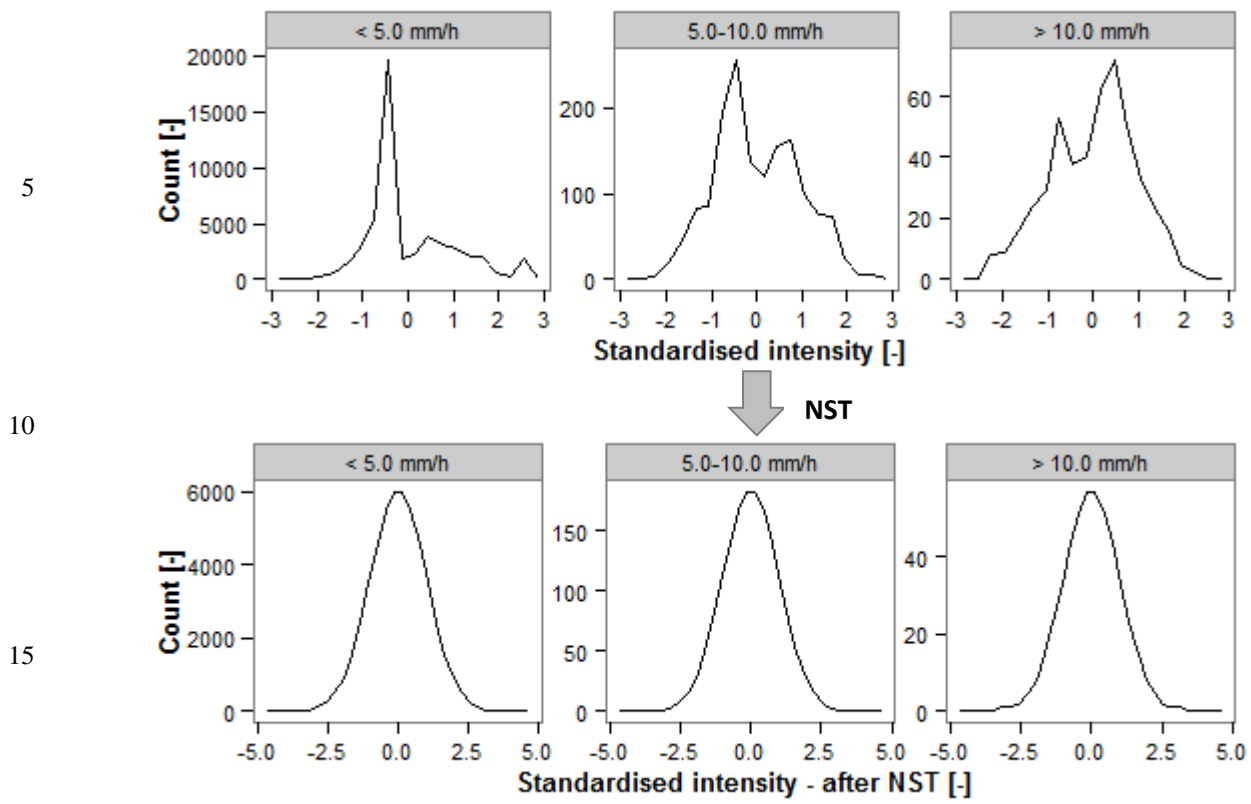 < 5.0 mm/h 5.0-10.0 mm/h > 10.0 mm/h
20000
15000
10000
5000
0
200
100
0
60
40
20
0
Count [-]
5
-3 -2 -1 0 1 2 3 -3 -2 -1 0 1 2 3 -3 -2 -1 0 1 2 3
Standardised intensity [-]
NST
10
< 5.0 mm/h 5.0-10.0 mm/h > 10.0 mm/h
6000
4000
2000
0
150
100
50
0
40
20
0
Count [-]
15
-5.0 -2.5 0.0 2.5 5.0 -5.0 -2.5 0.0 2.5 5.0 -5.0 -2.5 0.0 2.5 5.0
Standardised intensity - after NST [-]